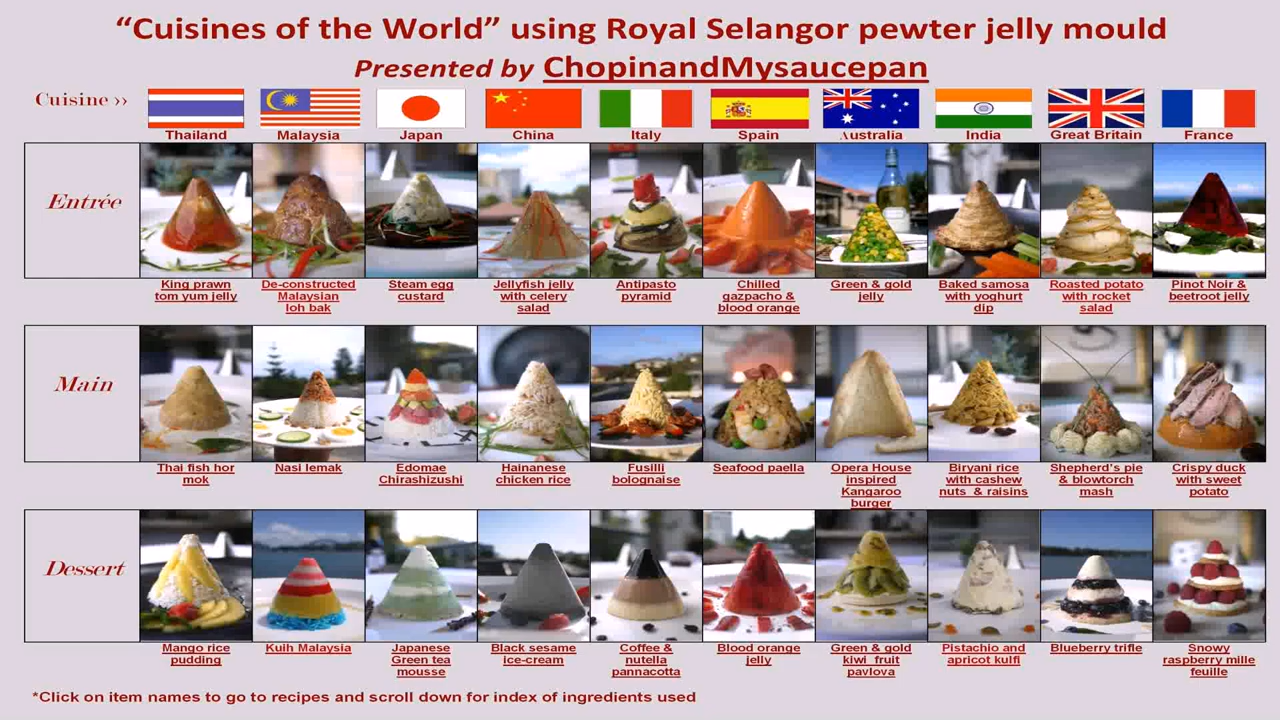 “Cuisines of the World” using Royal Selangor pewter jelly mould
Presented by ChopinandMysaucepan
Cuisine ››
Thailand Malaysia Japan China Italy Spain Australia India Great Britain France
Entrée
King prawn tom yum jelly
De-constructed Malaysian loh bak
Steam egg custard
Jellyfish jelly with celery salad
Antipasto pyramid
Chilled gazpacho & blood orange
Green & gold jelly
Baked samosa with yoghurt dip
Roasted potato with rocket salad
Pinot Noir & beetroot jelly
Main
Thai fish hor mok
Nasi lemak
Edomae Chirashizushi
Hainanese chicken rice
Fusilli bolognaise
Seafood paella
Opera House inspired Kangaroo burger
Biryani rice with cashew nuts & raisins
Shepherd's pie & blowtorch mash
Crispy duck with sweet potato
Dessert
Mango rice pudding
Kuih Malaysia
Japanese Green tea mousse
Black sesame ice-cream
Coffee & nutella pannacotta
Blood orange jelly
Green & gold kiwi fruit pavlova
Pistachio and apricot kulfi
Blueberry trifle
Snowy raspberry mille feuille
*Click on item names to go to recipes and scroll down for index of ingredients used